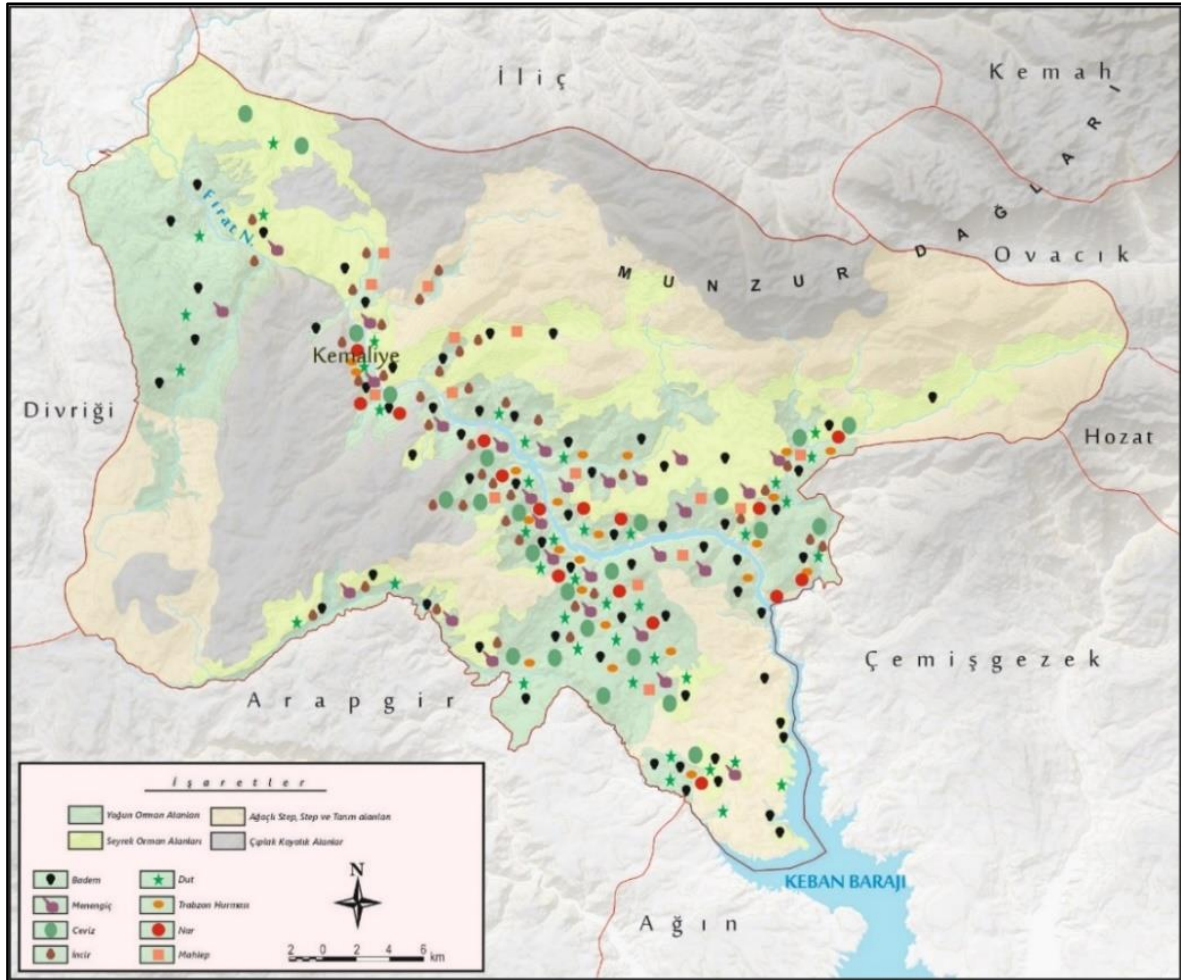 İliç
Kemah
MUNZUR DAĞLARI
Ovacık
Fırat N.
Kemaliye
Divriği
Hozat
Çemişgezek
Arapgir
KEBAN BARAJI
Ağın
İşaretler
Yoğun Orman Alanları
Ağaçlı Step, Step ve Tarım alanları
Seyrek Orman Alanları
Çıplak Kayalık Alanlar
Badem
Dut
Menengiç
Trabzon Hurması
Ceviz
Nar
İncir
Mahlep
N
2 0 2 4 6 km